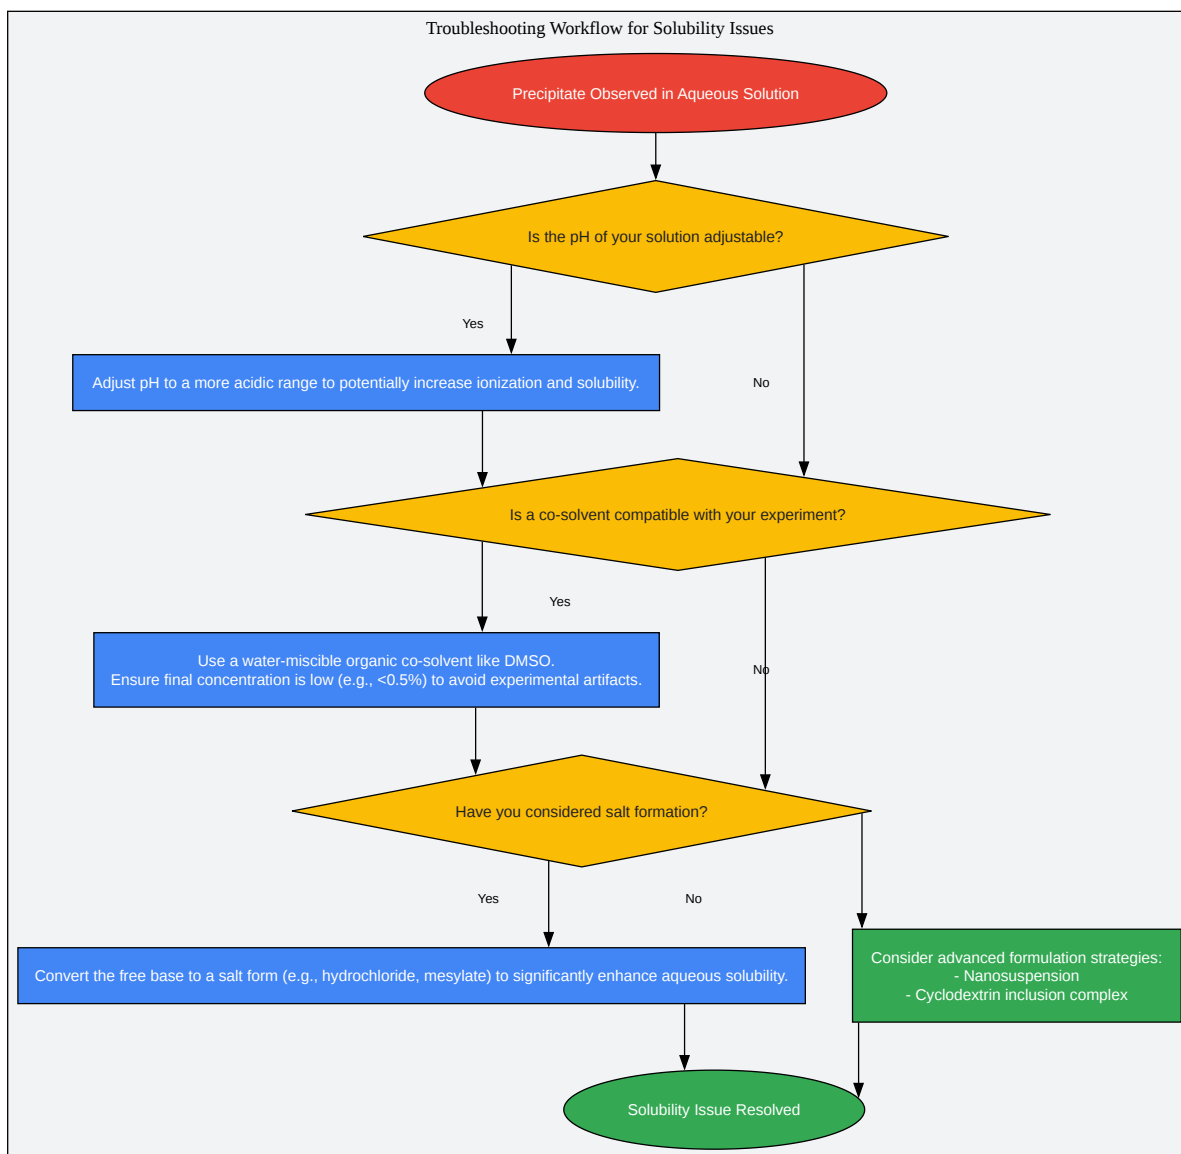 Troubleshooting Workflow for Solubility Issues
Precipitate Observed in Aqueous Solution
Is the pH of your solution adjustable?
Yes
Adjust pH to a more acidic range to potentially increase ionization and solubility.
No
Is a co-solvent compatible with your experiment?
Yes
Use a water-miscible organic co-solvent like DMSO.
Ensure final concentration is low (e.g., <0.5%) to avoid experimental artifacts.
No
Have you considered salt formation?
Yes
No
Convert the free base to a salt form (e.g., hydrochloride, mesylate) to significantly enhance aqueous solubility.
Consider advanced formulation strategies:
- Nanosuspension
- Cyclodextrin inclusion complex
Solubility Issue Resolved